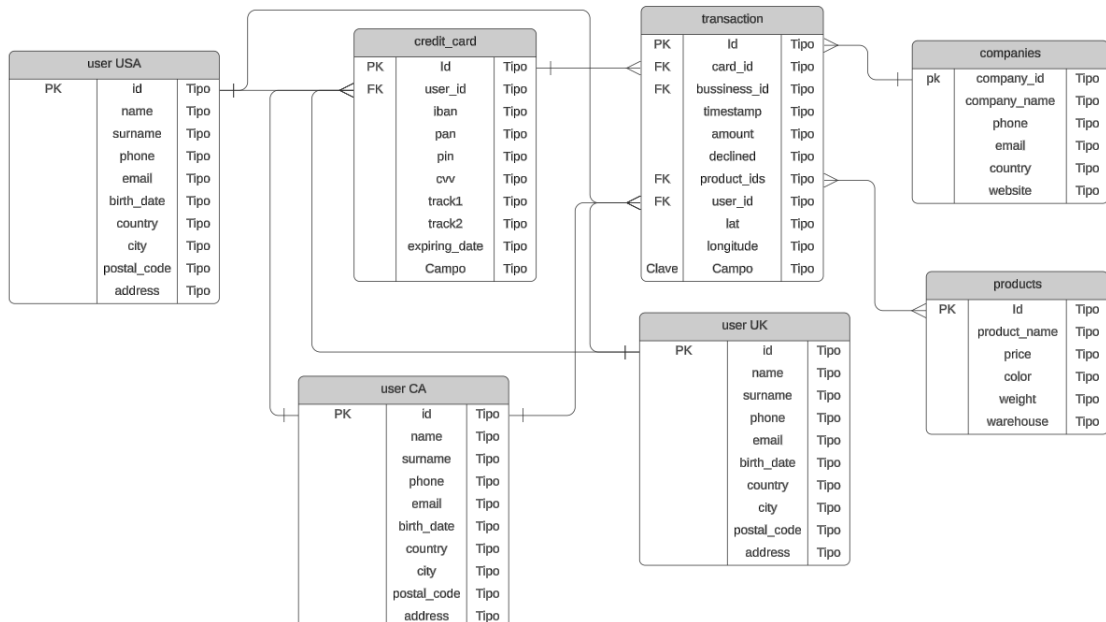 user USA
PK id Tipo
name Tipo
surname Tipo
phone Tipo
email Tipo
birth_date Tipo
country Tipo
city Tipo
postal_code Tipo
address Tipo
credit_card
PK Id Tipo
FK user_id Tipo
iban Tipo
pan Tipo
pin Tipo
cvv Tipo
track1 Tipo
track2 Tipo
expiring_date Tipo
Campo Tipo
transaction
PK Id Tipo
FK card_id Tipo
FK bussiness_id Tipo
timestamp Tipo
amount Tipo
declined Tipo
FK product_ids Tipo
FK user_id Tipo
lat Tipo
longitude Tipo
Clave Campo Tipo
companies
pk company_id Tipo
company_name Tipo
phone Tipo
email Tipo
country Tipo
website Tipo
products
PK Id Tipo
product_name Tipo
price Tipo
color Tipo
weight Tipo
warehouse Tipo
user UK
PK id Tipo
name Tipo
surname Tipo
phone Tipo
email Tipo
birth_date Tipo
country Tipo
city Tipo
postal_code Tipo
address Tipo
user CA
PK id Tipo
name Tipo
surname Tipo
phone Tipo
email Tipo
birth_date Tipo
country Tipo
city Tipo
postal_code Tipo
address Tipo